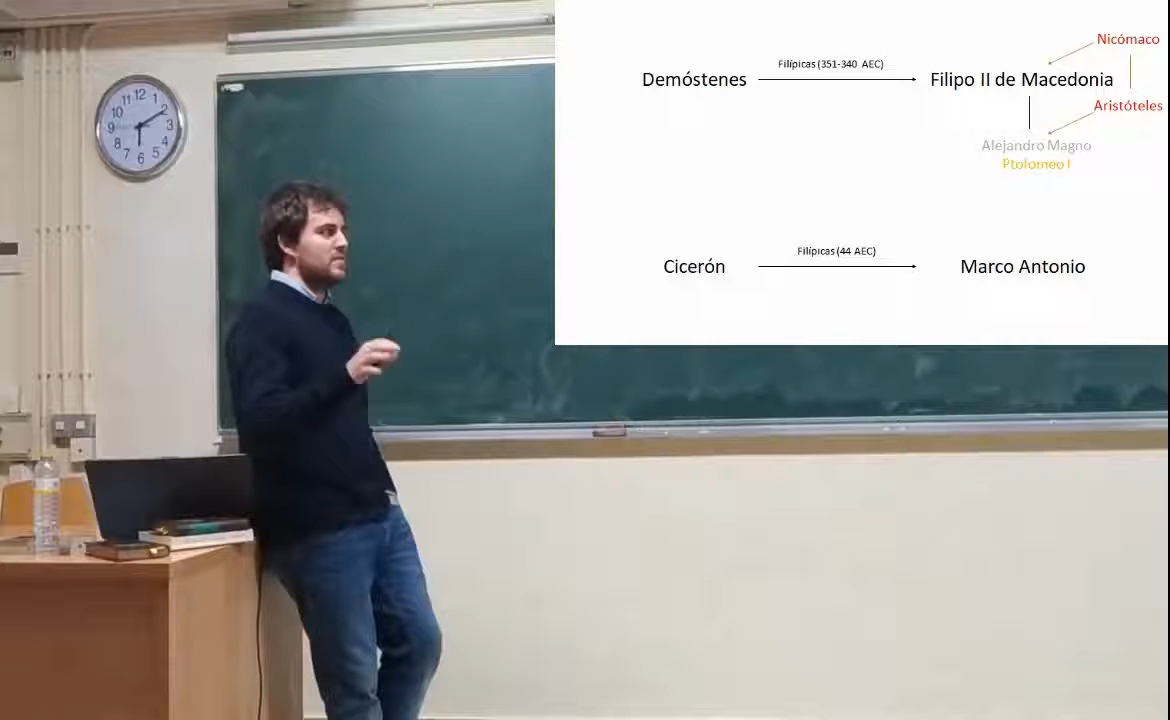 12
1
2
3
4
5
6
7
8
9
10
11
Nicómaco
Filípicas (351-340 AEC)
Demóstenes
Filipo II de Macedonia
Aristóteles
Alejandro Magno
Ptolomeo I
Filípicas (44 AEC)
Cicerón
Marco Antonio